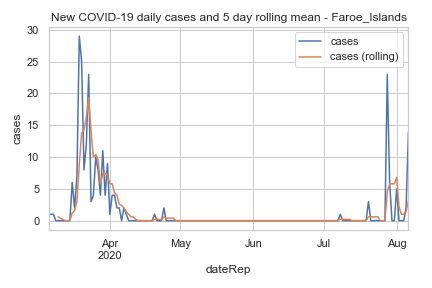 New COVID-19 daily cases and 5 day rolling mean - Faroe_Islands
cases
cases (rolling)
30
25
20
15
10
5
0
cases
Apr
2020
May
Jun
Jul
Aug
dateRep